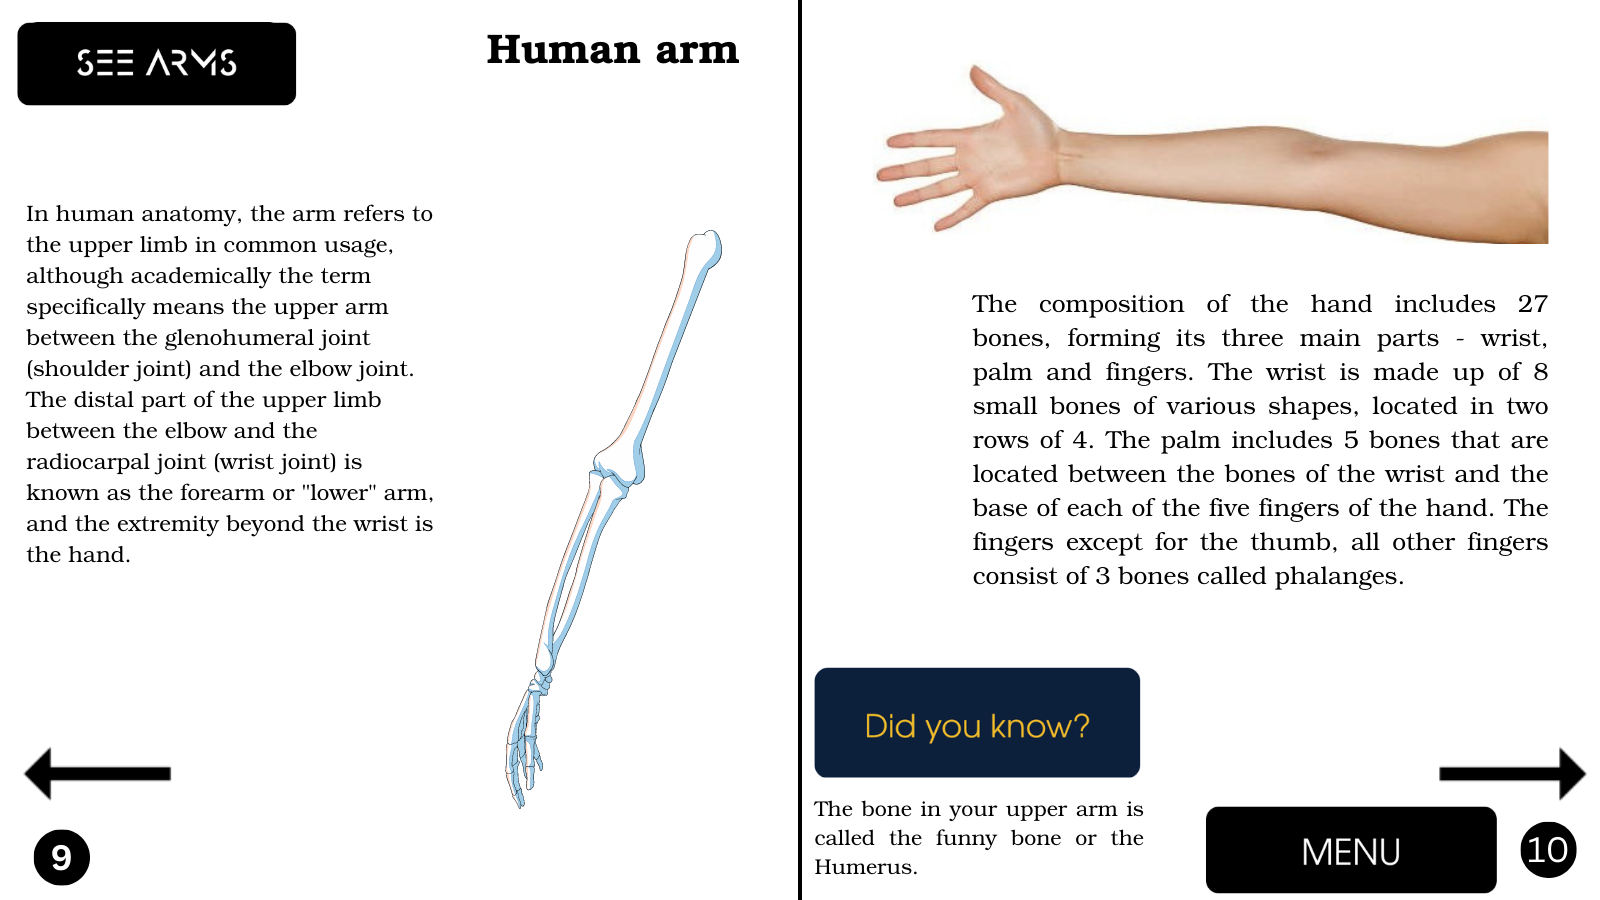 SEE ARMS
Human arm
In human anatomy, the arm refers to
the upper limb in common usage,
although academically the term
specifically means the upper arm
between the glenohumeral joint
(shoulder joint) and the elbow joint.
The distal part of the upper limb
between the elbow and the
radiocarpal joint (wrist joint) is
known as the forearm or "lower" arm,
and the extremity beyond the wrist is
the hand.
9
The composition of the hand includes 27
bones, forming its three main parts - wrist,
palm and fingers. The wrist is made up of 8
small bones of various shapes, located in two
rows of 4. The palm includes 5 bones that are
located between the bones of the wrist and the
base of each of the five fingers of the hand. The
fingers except for the thumb, all other fingers
consist of 3 bones called phalanges.
Did you know?
The bone in your upper arm is
called the funny bone or the
Humerus.
MENU
10